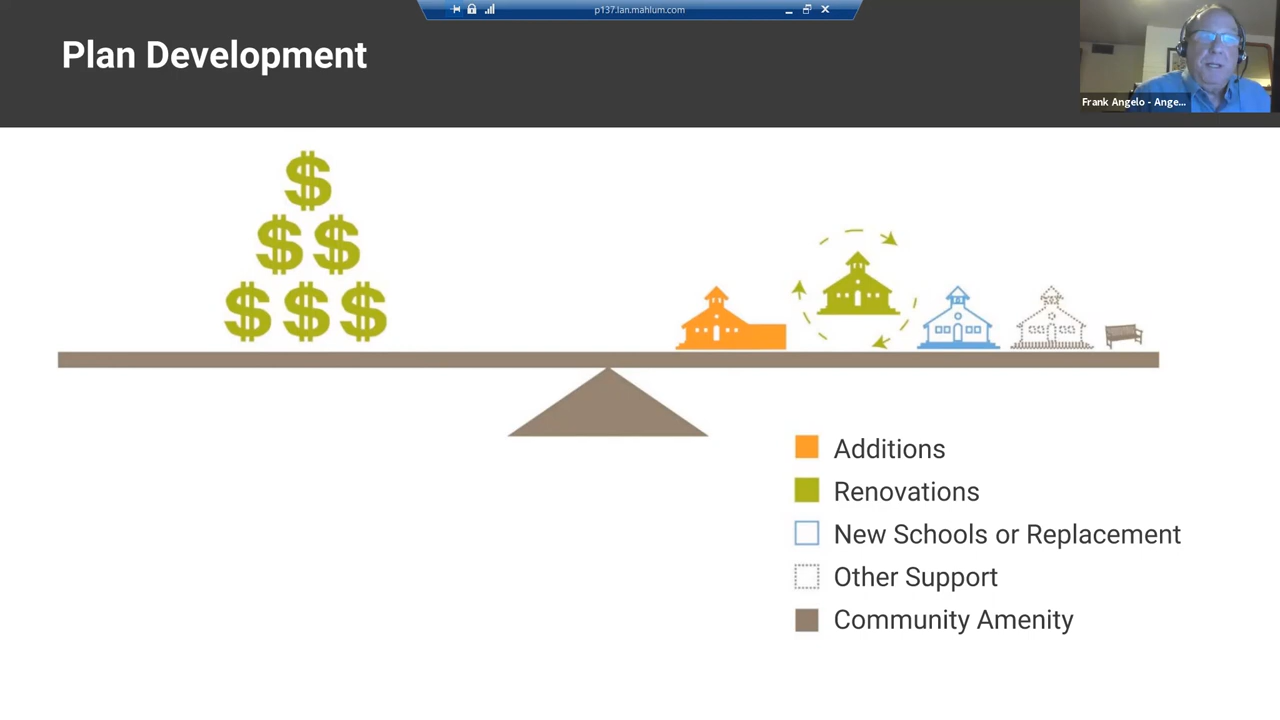 p137.lan.mahlum.com
Plan Development
Frank Angelo - Ange...
$
$$
$$$
Additions
Renovations
New Schools or Replacement
Other Support
Community Amenity